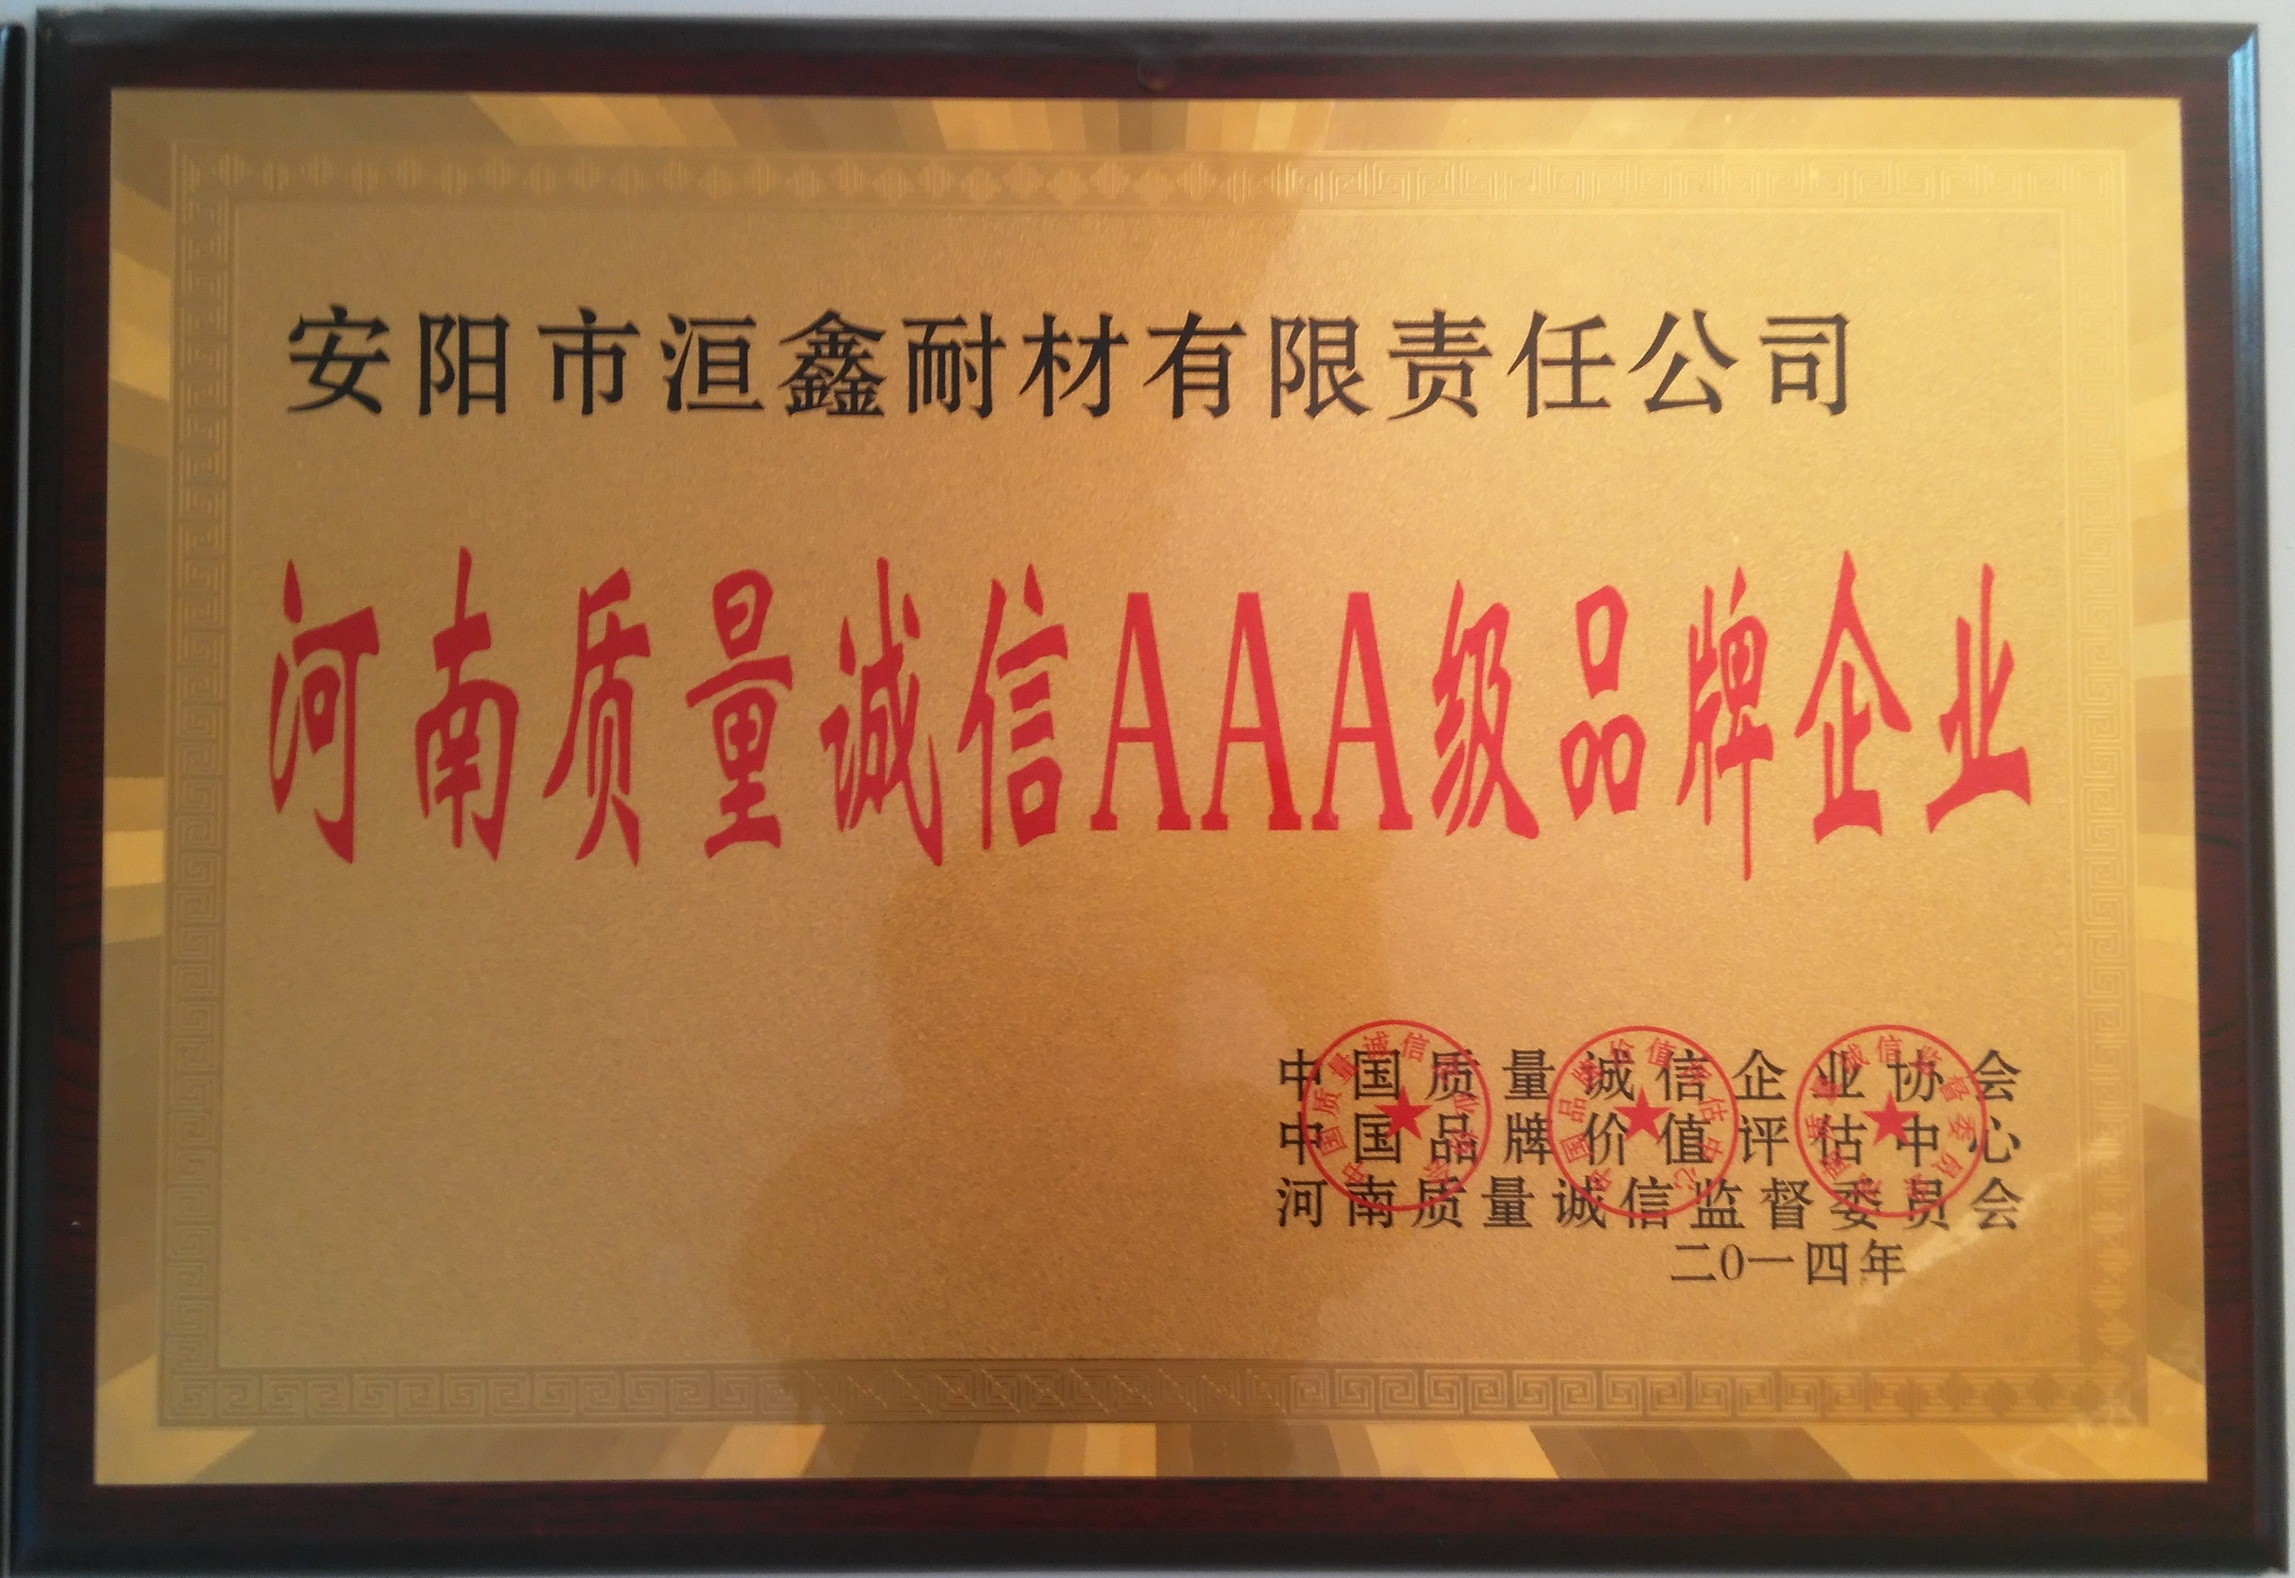 安阳市洹鑫耐材有限责任公司
河南质量诚信AAA级品牌企业
中国质量诚信企业协会
中国品牌价值评估中心
河南质量诚信监督委员会
二0一四年